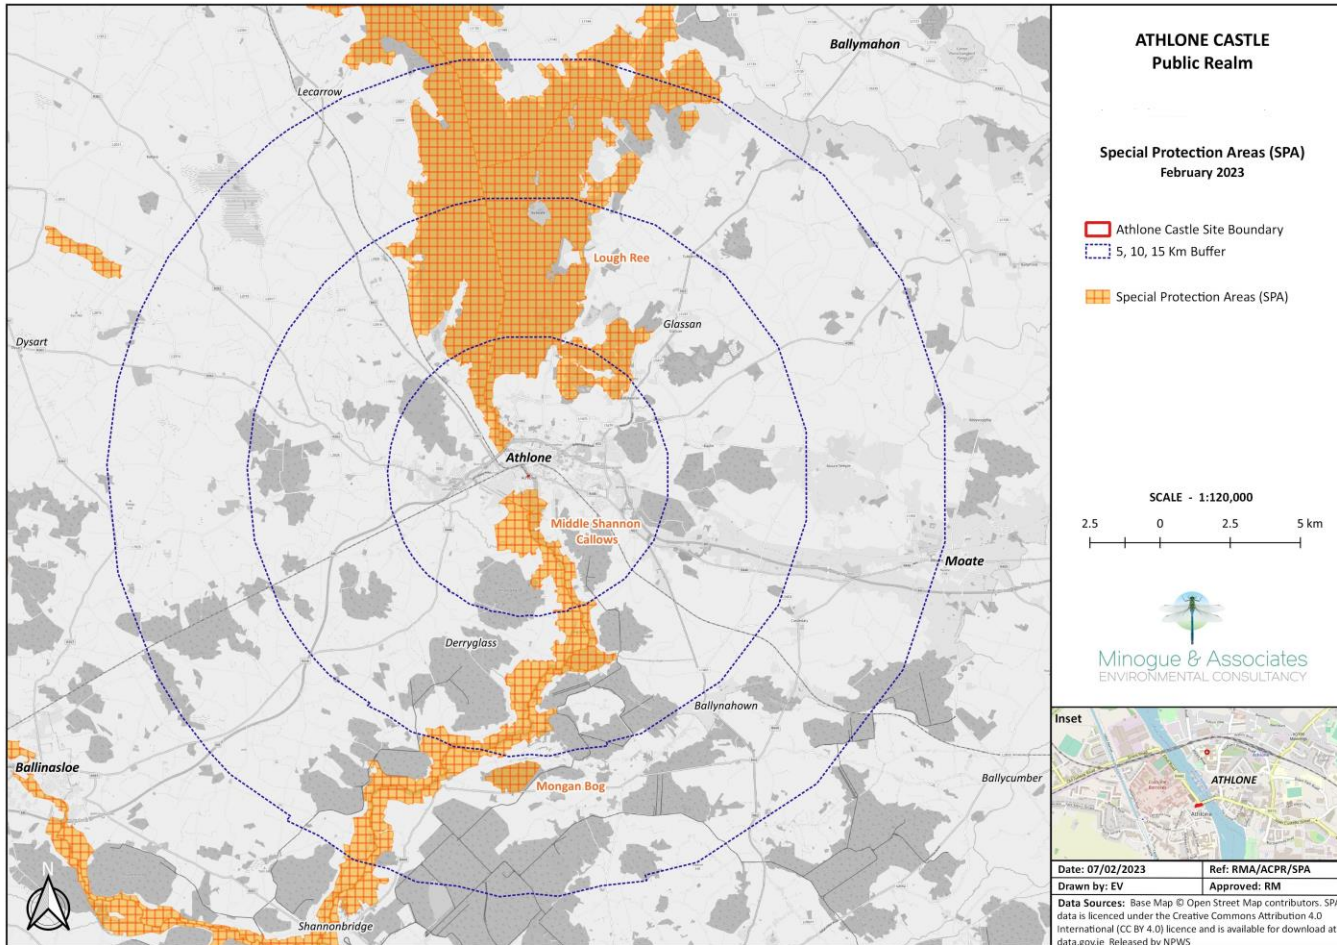 Ballymahon
Lecarrow
Lough Ree
Glassan
Dysart
Athlone
Middle Shannon
Callows
Moate
Derryglass
Ballynahown
Ballinasloe
Mongan Bog
Ballycumber
Shannonbridge
N
ATHLONE CASTLE
Public Realm
Special Protection Areas (SPA)
February 2023
Athlone Castle Site Boundary
5, 10, 15 Km Buffer
Special Protection Areas (SPA)
SCALE - 1:120,000
2.5 0 2.5 5 km
Minogue & Associates
ENVIRONMENTAL CONSULTANCY
Inset
ATHLONE
Athlone
Date: 07/02/2023 Ref: RMA/ACPR/SPA
Drawn by: EV Approved: RM
Data Sources: Base Map © Open Street Map contributors. SPA
data is licenced under the Creative Commons Attribution 4.0
International (CC BY 4.0) licence and is available for download at
data.gov.ie Released by NPWS